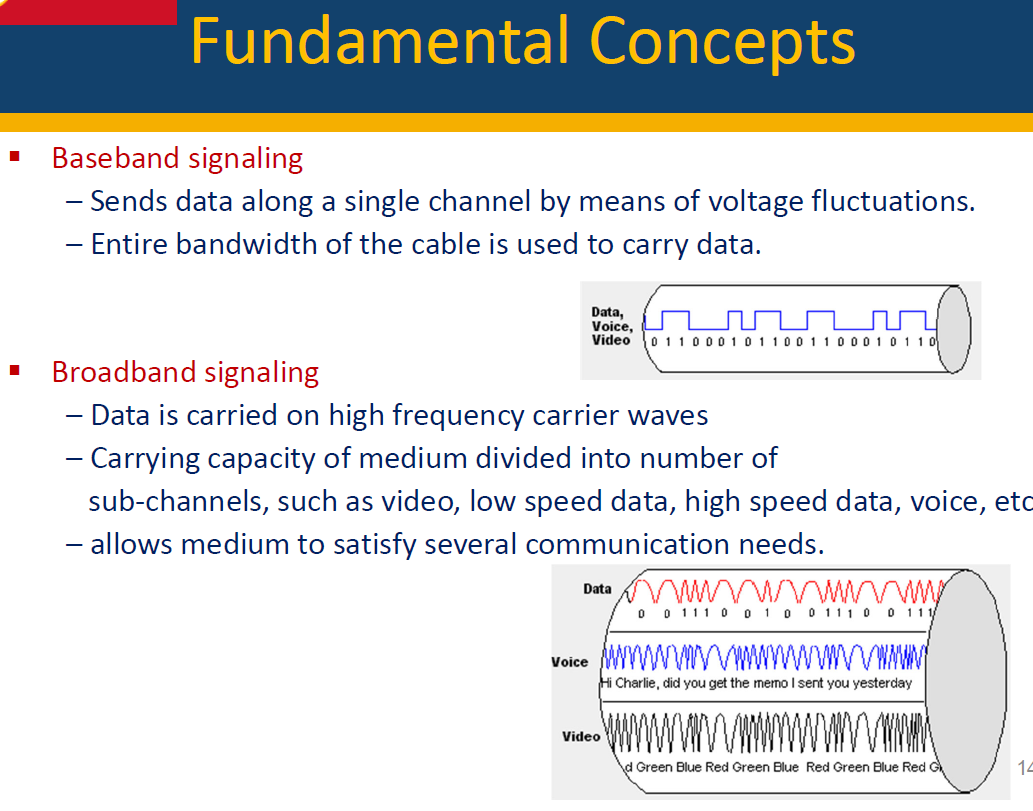 Fundamental Concepts
▪ Baseband signaling
– Sends data along a single channel by means of voltage fluctuations.
– Entire bandwidth of the cable is used to carry data.
Data,
Voice,
Video
0 1 1 0 0 0 1 0 1 1 0 0 1 1 0 0 0 1 0 1 1 0
▪ Broadband signaling
– Data is carried on high frequency carrier waves
– Carrying capacity of medium divided into number of
sub-channels, such as video, low speed data, high speed data, voice, etc
– allows medium to satisfy several communication needs.
Data
0 0 1 1 1 0 0 1 0 0 1 1 1 0 0 1 1 1
Voice
Hi Charlie, did you get the memo I sent you yesterday
Video
d Green Blue Red Green Blue Red Green Blue Red G
14